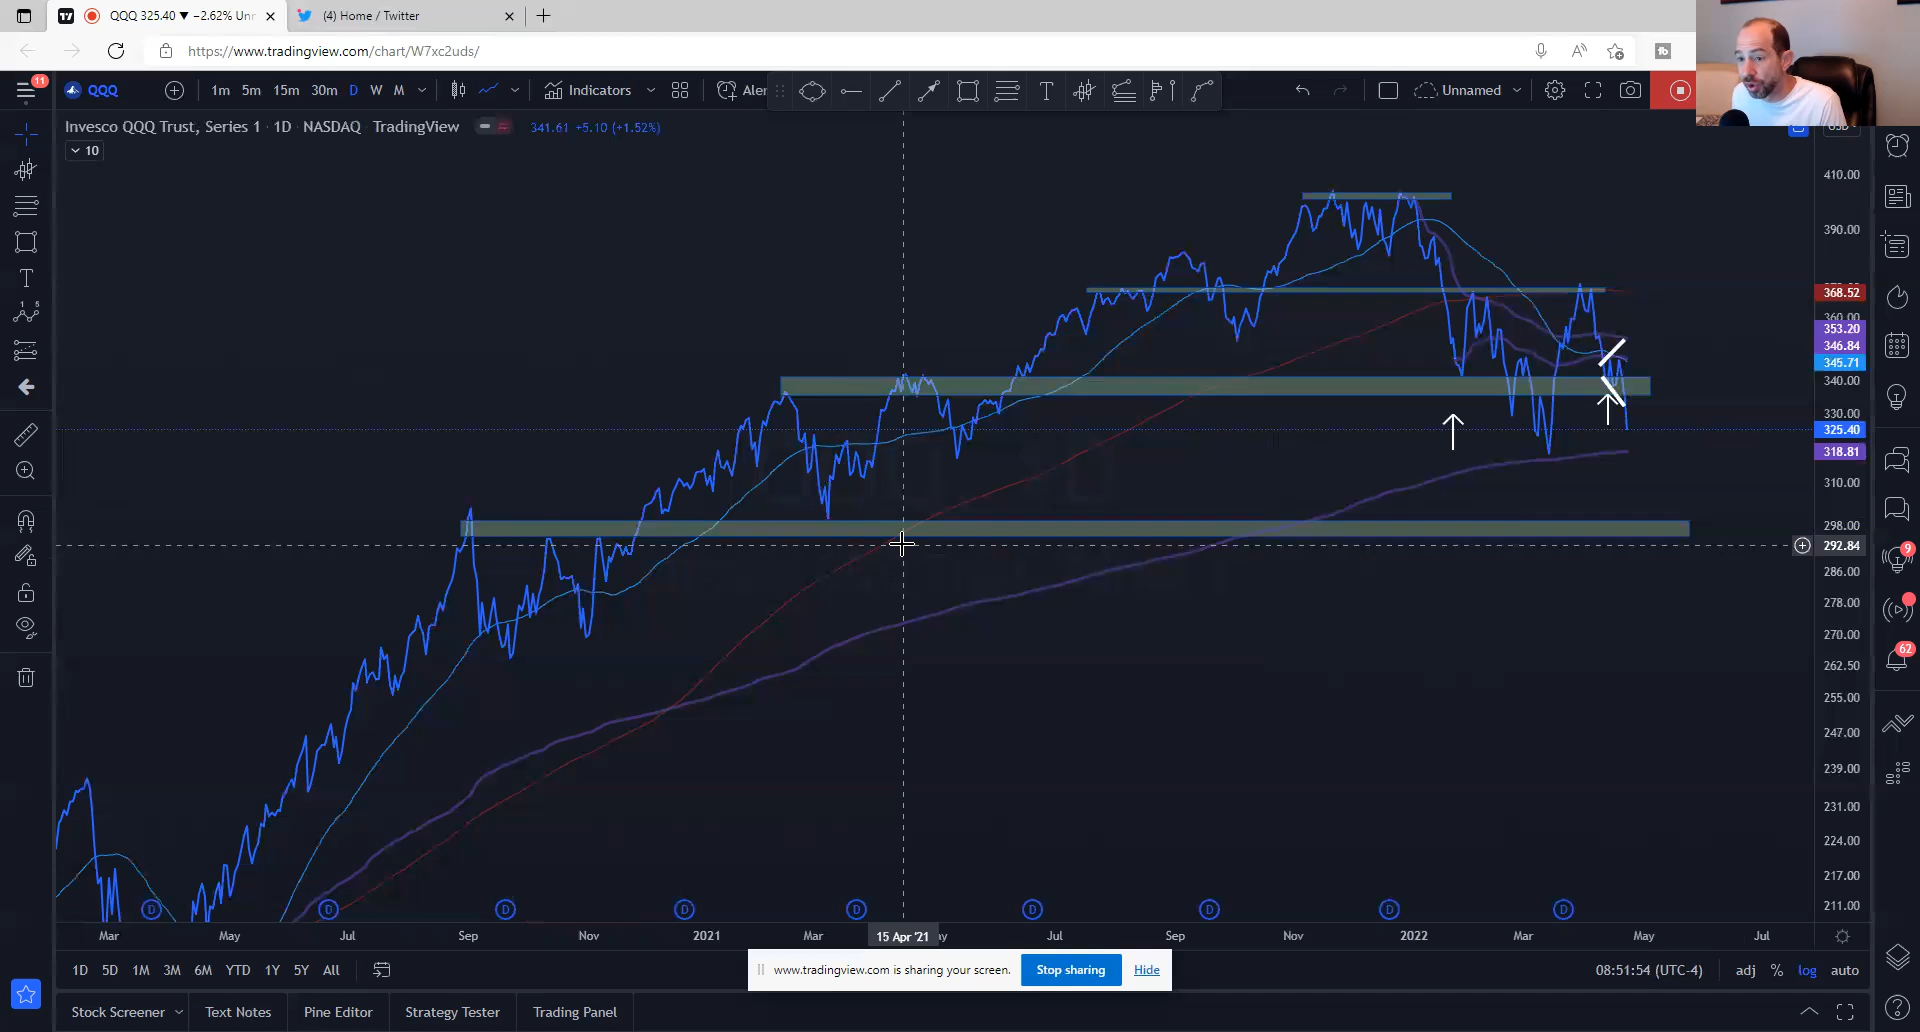 QQQ 325.40 ▼ −2.62% Unr
(4) Home / Twitter
https://www.tradingview.com/chart/W7xc2uds/
11
QQQ
1m 5m 15m 30m D W M
Indicators
Aler
Unnamed
Invesco QQQ Trust, Series 1 · 1D · NASDAQ · TradingView
341.61 +5.10 (+1.52%)
10
USD
410.00
390.00
368.52
360.00
353.20
346.84
345.71
340.00
330.00
325.40
318.81
310.00
298.00
292.84
286.00
278.00
270.00
262.50
255.00
247.00
239.00
231.00
224.00
217.00
211.00
9
62
D D D D D D D D D
Mar May Jul Sep Nov 2021 Mar 15 Apr '21 ay Jul Sep Nov 2022 Mar May Jul
1D 5D 1M 3M 6M YTD 1Y 5Y All
www.tradingview.com is sharing your screen. Stop sharing Hide
08:51:54 (UTC-4) adj % log auto
Stock Screener Text Notes Pine Editor Strategy Tester Trading Panel